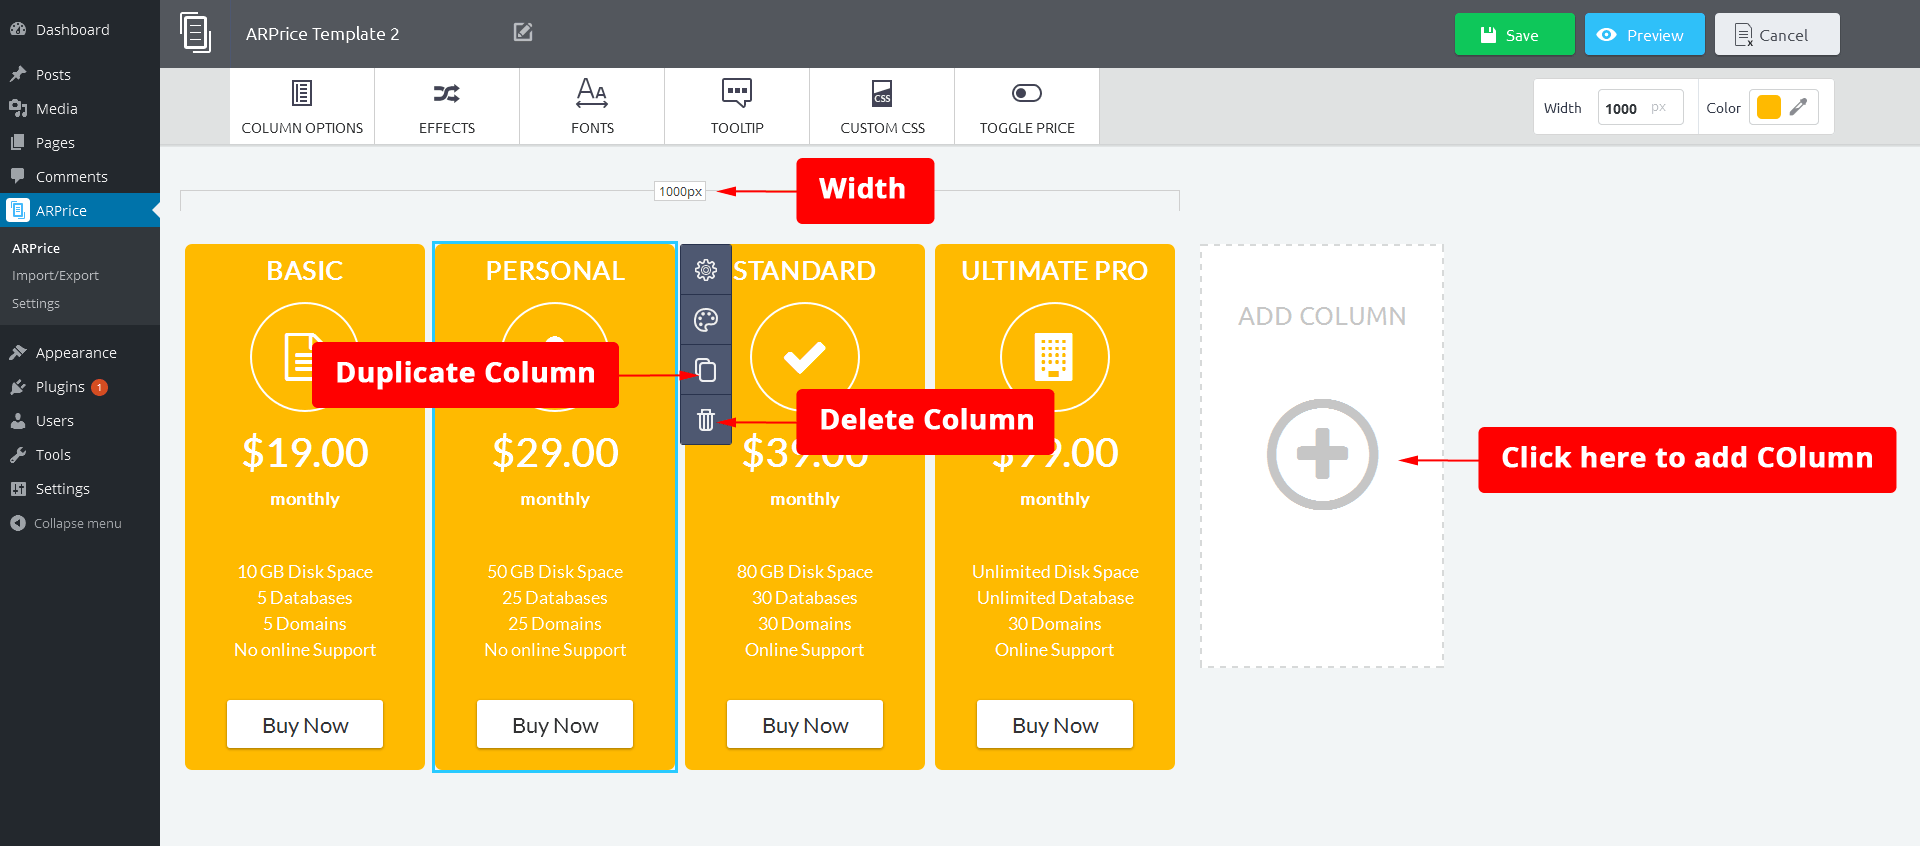 Dashboard
Posts
Media
Pages
Comments
ARPrice
ARPrice
Import/Export
Settings
Appearance
Plugins 1
Users
Tools
Settings
Collapse menu
ARPrice Template 2
Save
Preview
Cancel
COLUMN OPTIONS
EFFECTS
FONTS
TOOLTIP
CSS
CUSTOM CSS
TOGGLE PRICE
Width 1000 px
Color
1000px
Width
BASIC
$19.00
monthly
10 GB Disk Space
5 Databases
5 Domains
No online Support
Buy Now
PERSONAL
$29.00
monthly
50 GB Disk Space
25 Databases
25 Domains
No online Support
Buy Now
Duplicate Column
Delete Column
STANDARD
monthly
80 GB Disk Space
30 Databases
30 Domains
Online Support
Buy Now
ULTIMATE PRO
monthly
Unlimited Disk Space
Unlimited Database
30 Domains
Online Support
Buy Now
ADD COLUMN
Click here to add COlumn